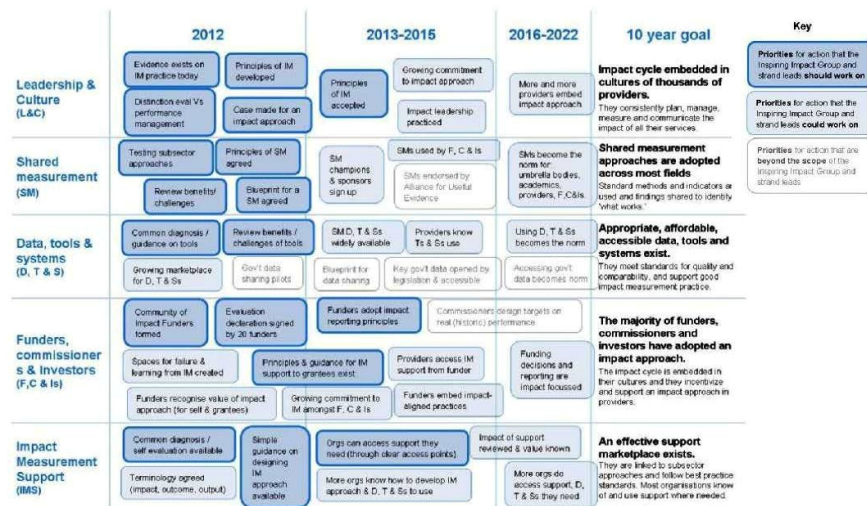 2012
2013-2015
2016-2022
10 year goal
Key
Leadership &
Culture
(L&C)
Evidence exists on
IM practice today
Principles of IM
developed
Distinction eval Vs
performance
management
Case made for an
impact approach
Principles
of IM
accepted
Growing commitment
to impact approach
Impact leadership
practiced
More and more
providers embed
impact approach
Impact cycle embedded in
cultures of thousands of
providers.
They consistently plan, manage,
measure and communicate the
impact of all their services.
Shared
measurement
(SM)
Testing subsector
approaches
Principles of SM
agreed
Review benefits/
challenges
Blueprint for a
SM agreed
SM
champions
& sponsors
sign up
SMs used by F, C & Is
SMs endorsed by
Alliance for Useful
Evidence
SMs become the
norm for
umbrella bodies,
academics,
providers, F,C&Is
Shared measurement
approaches are adopted
across most fields
Standard methods and indicators are
used and findings shared to identify
'what works.'
Data, tools &
systems
(D, T & S)
Common diagnosis /
guidance on tools
Review benefits /
challenges of tools
Growing marketplace
for D, T & Ss
Gov't data
sharing pilots
SM D, T & Ss
widely available
Providers know
Ts & Ss use
Blueprint for
data sharing
Key gov't data opened by
legislation & accessible
Using D, T & Ss
becomes the norm
Accessing gov't
data becomes norm
Appropriate, affordable,
accessible data, tools and
systems exist.
They meet standards for quality and
comparability, and support good
impact measurement practice.
Funders,
commissioner
s & Investors
(F,C & Is)
Community of
Impact Funders
formed
Evaluation
declaration signed
by 20 funders
Spaces for failure &
learning from IM created
Principles & guidance for IM
support to grantees exist
Funders recognise value of impact
approach (for self & grantees)
Growing commitment
to IM amongst F, C & Is
Funders adopt impact
reporting principles
Commissioners design targets on
real (historic) performance
Providers access IM
support from funder
Funders embed impact-
aligned practices
Funding
decisions and
reporting are
impact focussed
The majority of funders,
commissioners and
investors have adopted an
impact approach.
The impact cycle is embedded in
their cultures and they incentivize
and support an impact approach in
providers.
Impact
Measurement
Support
(IMS)
Common diagnosis /
self evaluation available
Terminology agreed
(impact, outcome, output)
Simple
guidance on
designing
IM
approach
available
Orgs can access support they
need (through clear access points)
More orgs know how to develop IM
approach & D, T & Ss to use
Impact of support
reviewed & value known
More orgs do
access support, D,
T & Ss they need
An effective support
marketplace exists.
They are linked to subsector
approaches and follow best practice
standards. Most organisations know
of and use support where needed.
Priorities for action that the
Inspiring Impact Group and
strand leads should work on
Priorities for action that the
Inspiring Impact Group and
strand leads could work on
Priorities for action that are
beyond the scope of the
Inspiring Impact Group and
strand leads